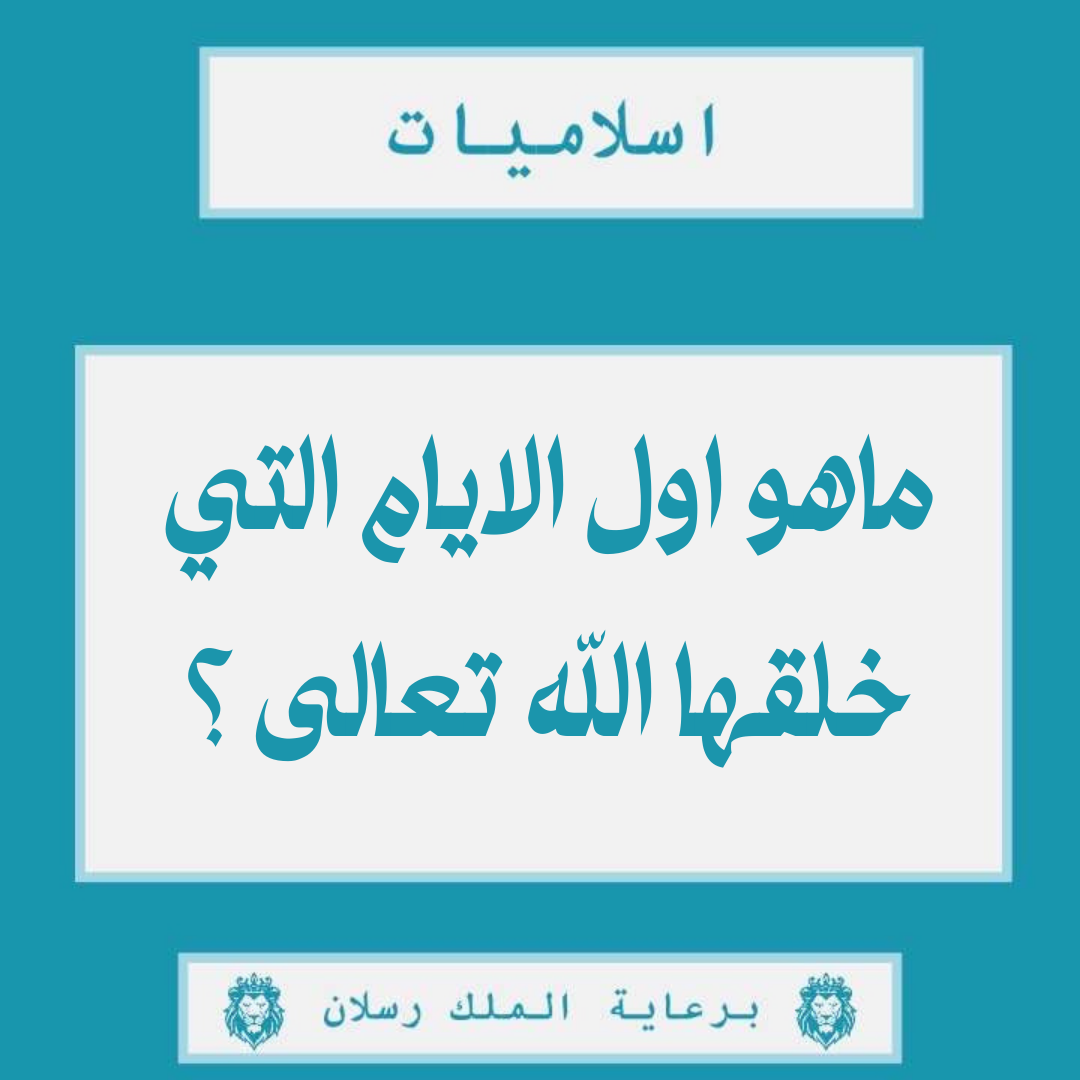 اسلاميات
ماهو اول الايام التي
خلقها الله تعالى ؟
برعاية الملك رسلان